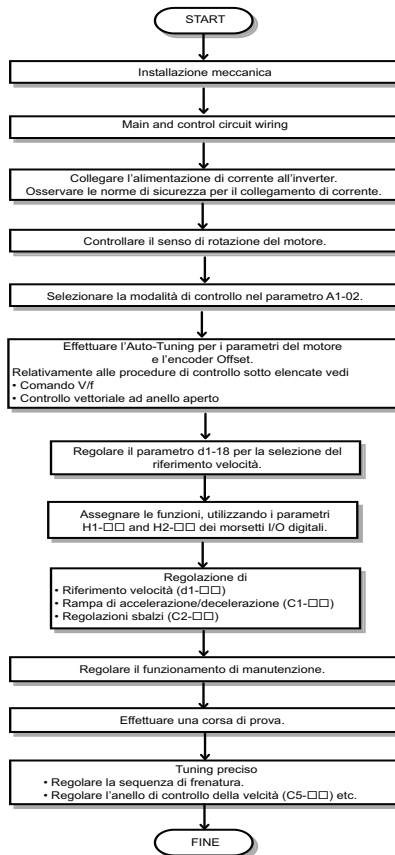 START
Installazione meccanica
Main and control circuit wiring
Collegare l'alimentazione di corrente all'inverter.
Osservare le norme di sicurezza per il collegamento di corrente.
Controllare il senso di rotazione del motore.
Selezionare la modalità di controllo nel parametro A1-02.
Effettuare l'Auto-Tuning per i parametri del motore
e l'encoder Offset.
Relativamente alle procedure di controllo sotto elencate vedi
• Comando V/f
• Controllo vettoriale ad anello aperto
Regolare il parametro d1-18 per la selezione del
riferimento velocità.
Assegnare le funzioni, utilizzando i parametri
H1-□□ and H2-□□ dei morsetti I/O digitali.
Regolazione di
• Riferimento velocità (d1-□□)
• Rampa di accelerazione/decelerazione (C1-□□)
• Regolazioni sbalzi (C2-□□)
Regolare il funzionamento di manutenzione.
Effettuare una corsa di prova.
Tuning preciso
• Regolare la sequenza di frenatura.
• Regolare l'anello di controllo della velcità (C5-□□) etc.
FINE